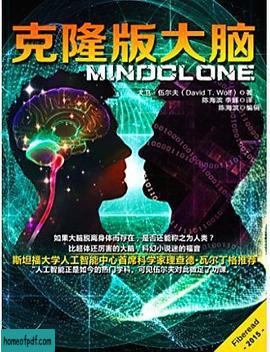 克隆版大脑
MINDCLONE
大卫·伍尔夫（David T. Wolf）◎著
陈海滨 李鲆◎译
陈海滨◎编辑
如果大脑脱离身体而存在，是否还能称之为人类？
比超体还厉害的大脑，科幻小说迷的福音
斯坦福大学人工智能中心首席科学家理查德·瓦尔丁格推荐
“人工智能正是如今的热门学科，可见伍尔夫对此做足了功课。”
Fiberead
- 2015 -
homeofpdf.com